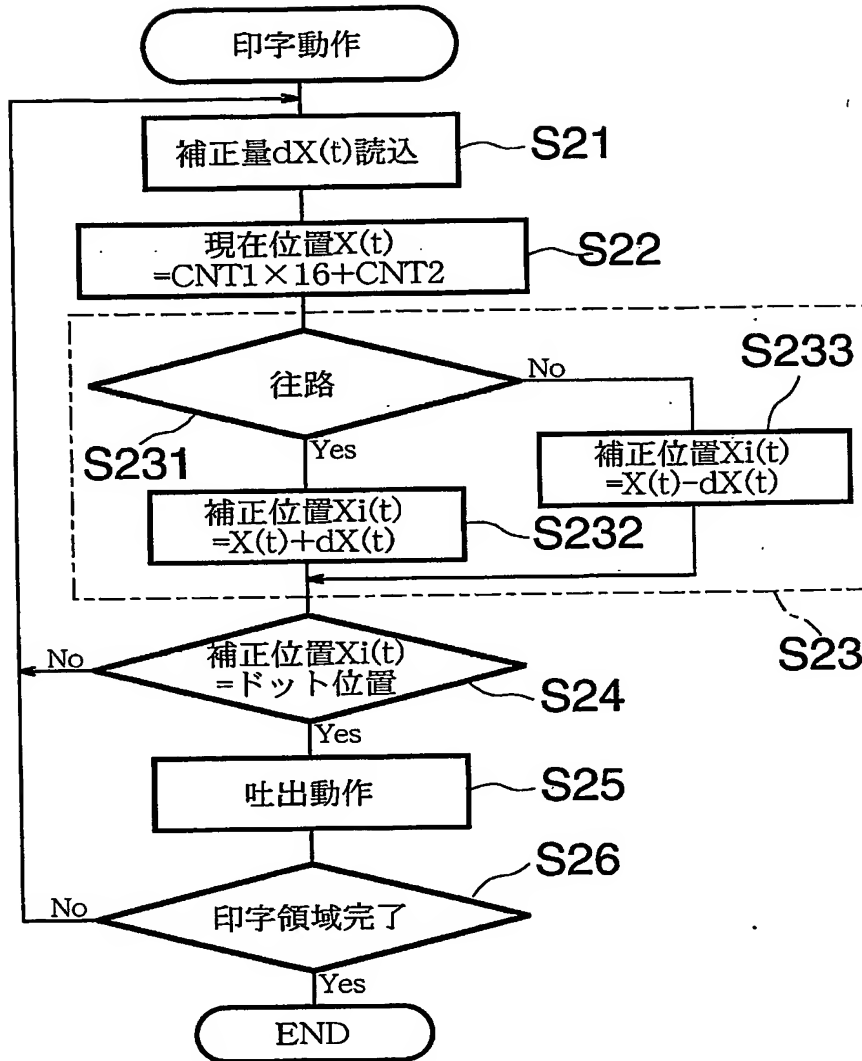 印字動作
補正量dX(t)読込
S21
現在位置X(t)
=CNT1×16+CNT2
S22
往路
No
S233
S231
Yes
補正位置Xi(t)
=X(t)-dX(t)
補正位置Xi(t)
=X(t)+dX(t)
S232
S23
No
補正位置Xi(t)
=ドット位置
S24
Yes
吐出動作
S25
S26
No
印字領域完了
Yes
END